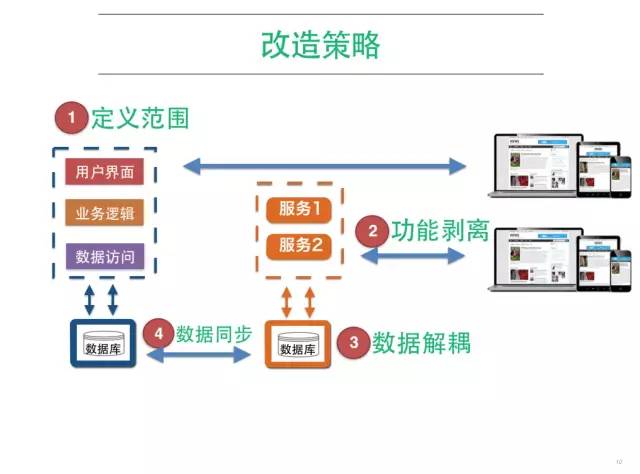 改造策略
1 定义范围
用户界面
业务逻辑
数据访问
服务1
服务2
2 功能剥离
数据库
4 数据同步
数据库
3 数据解耦
10